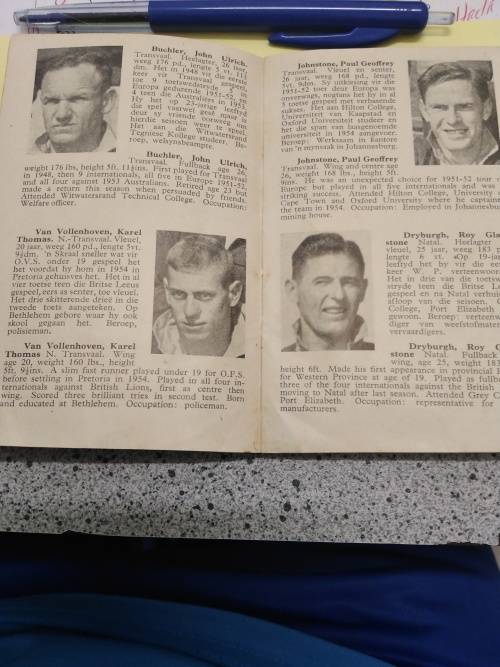 Buchler, John Ulrich.
Transvaal. Heelagter, 26 jaar,
weeg 176 pd., lengte 5 vt. 11½
dm. Het in 1948 vir die eerste
keer vir Transvaal gespeel,
toe 9 toetswedstryde, 5 in
Europa gedurende 1951-52, en
4 teen die Australiërs in 1953.
Hy het op 23-jarige leeftyd
die spel vaarwel geseë maar is
deur sy vriende oorreed om
hierdie seisoen weer te speel.
Het aan die Witwatersrand
Tegniese Kollege studeer. Be-
roep, welsynsbeampte.
Buchler, John Ulrich,
Transvaal. Fullback age 26,
weight 176 lbs, height 5ft. 11½ins. First played for Transvaal
in 1948, then 9 internationals, all five in Europe 1951-52,
and all four against 1953 Australians. Retired age 23 but
made a return this season when persuaded by friends.
Attended Witwatersrand Technical College. Occupation:
Welfare officer.
Van Vollenhoven, Karel
Thomas. N.-Transvaal. Vleuel,
20 jaar, weeg 160 pd., lengte 5vt.
9½dm. 'n Skraal sneller wat vir
O.V.S. onder 19 gespeel het
het voordat hy hom in 1954 in
Pretoria gehuisves het. Het in al
vier toetse teen die Britse Leeus
gespeel, eers as senter, toe vleuel.
Het drie skitterende drieë in die
tweede toets aangeteken. Op
Bethlehem gebore waar hy ook
skool gegaan het. Beroep,
polisieman.
Van Vollenhoven, Karel
Thomas N. Transvaal. Wing
age 20, weight 160 lbs., height
5ft, 9½ins. A slim fast runner played under 19 for O.F.S.
before setting in Pretoria in 1954. Played in all four in-
ternationals against British Lions, first as centre then
wing. Scored three brilliant tries in second test. Born
and educated at Bethlehem. Occupation: policeman.
Johnstone, Paul Geoffrey
Transvaal. Vleuel en senter,
26 jaar, weeg 168 pd., lengte
5vt. 9dm. Sy uitkiesing vir die
1951-52 toer deur Europa was
onverwags, nogtans het hy in al
5 toetse gespeel met verbasende
sukses. Het aan Hilton College,
Universiteit van Kaapstad en
Oxford Universiteit studeer en
het die span van laasgenoemde
universiteit in 1954 aangevoer.
Beroep: Werksaam in kantore
van 'n mynsaak in Johannesburg.
Johnstone, Paul Geoffrey
Transvaal. Wing and centre age
26, weight 168 lbs., height 5ft.
9ins. He was an unexpected choice for 1951-52 tour
Europe but played in all five internationals and was
striking success. Attended Hilton College, University
Cape Town and Oxford University where he captained
the team in 1954. Occupation: Employed in
mining house.
Dryburgh, Roy
stone Natal. Heelagter
vleuel, 25 jaar, weeg 183
lengte 6 vt. Op 19-
leeftyd het hy vir die
keer W. P. verteenwoor
Het in drie van die
stryde teen die Britse
gespeel en na Natal
afloop van die seisoen.
College, Port Elizabeth
gewoon. Beroep: verteenw
diger van weefstofma
vervaardigers.
Dryburgh, Roy
stone Natal. Fullback
wing, age 25, weight 183
height 6ft. Made his first appearance in provincial
for Western Province at age of 19. Played as
three of the four internationals against the British
moving to Natal after last season. Attended Grey
Port Elizabeth. Occupation: representative for
manufacturers.